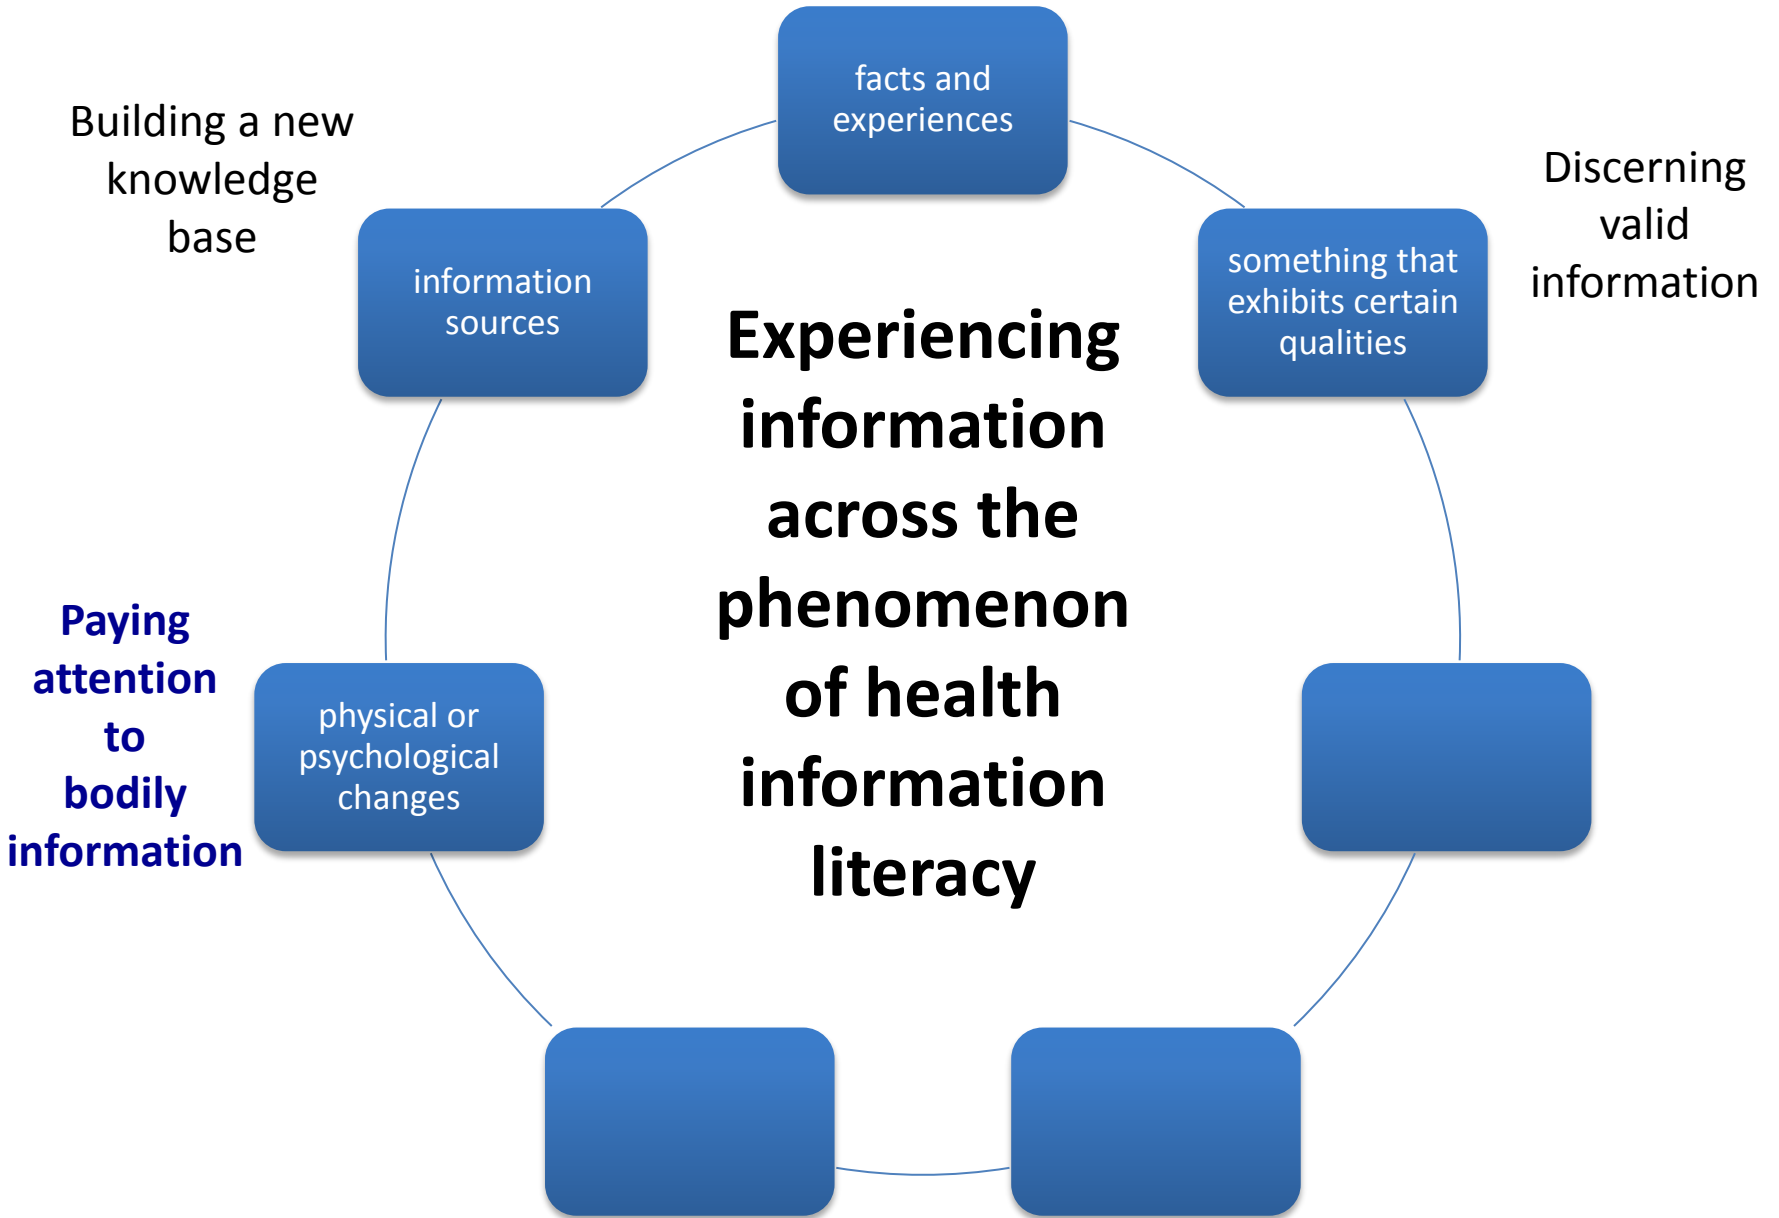 facts and
experiences
Building a new
knowledge
base
information
sources
something that
exhibits certain
qualities
Discerning
valid
information
Experiencing
information
across the
phenomenon
of health
information
literacy
Paying
attention
to
bodily
information
physical or
psychological
changes